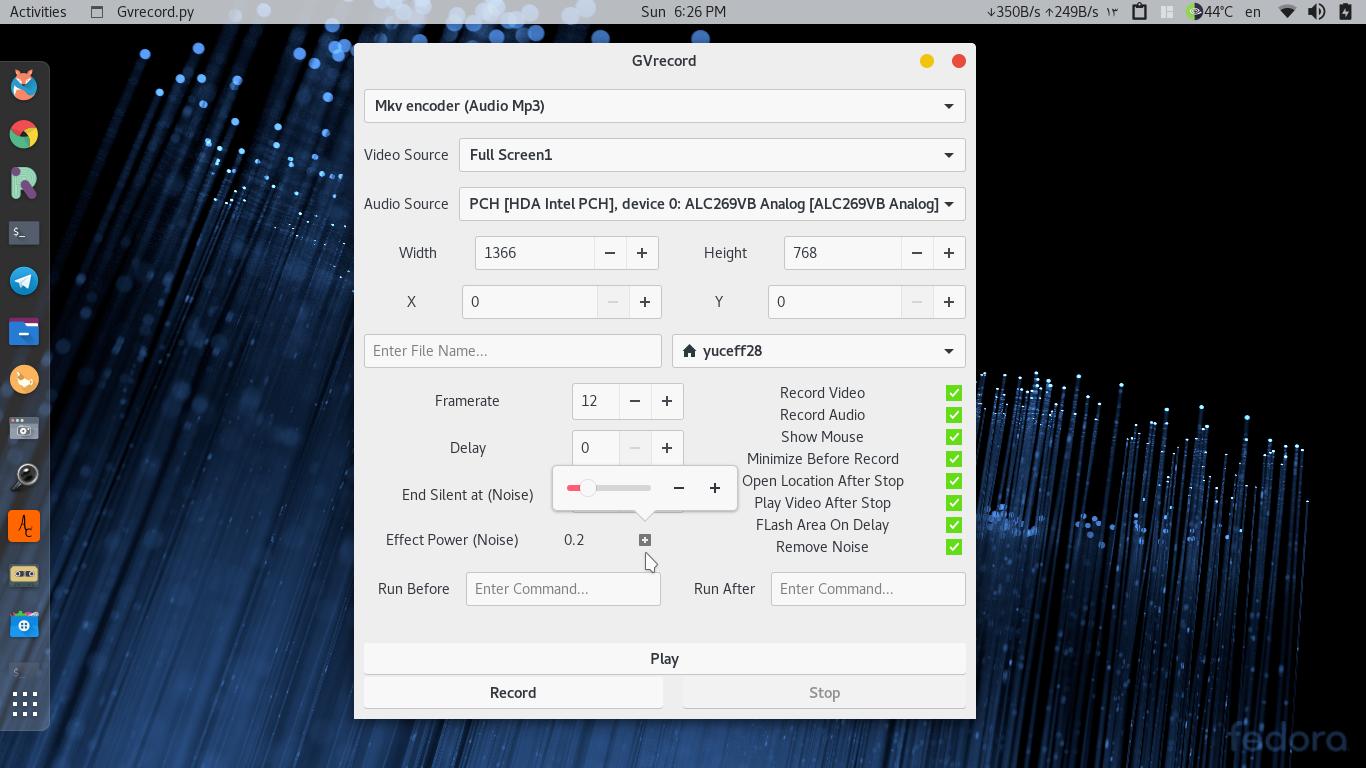 Activities Gvrecord.py Sun 6:26 PM ↓350B/s ↑249B/s ١٣ 44°C en
GVrecord
Mkv encoder (Audio Mp3)
Video Source Full Screen1
Audio Source PCH [HDA Intel PCH], device 0: ALC269VB Analog [ALC269VB Analog]
Width 1366 − + Height 768 − +
X 0 − + Y 0 − +
Enter File Name... yuceff28
Framerate 12 − +
Delay 0 − +
End Silent at (Noise) − +
Effect Power (Noise) 0.2
Record Video
Record Audio
Show Mouse
Minimize Before Record
Open Location After Stop
Play Video After Stop
FLash Area On Delay
Remove Noise
Run Before Enter Command... Run After Enter Command...
Play
Record Stop
fedora